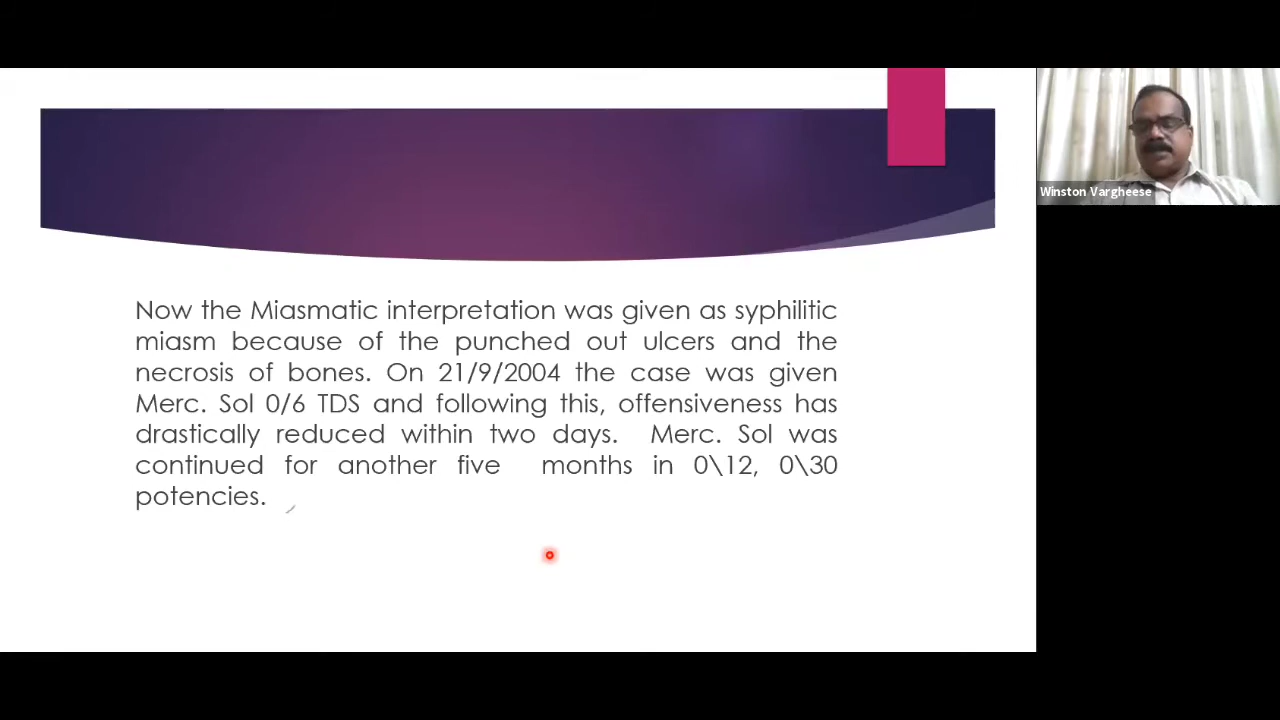 Now the Miasmatic interpretation was given as syphilitic
miasm because of the punched out ulcers and the
necrosis of bones. On 21/9/2004 the case was given
Merc. Sol 0/6 TDS and following this, offensiveness has
drastically reduced within two days. Merc. Sol was
continued for another five months in 0\12, 0\30
potencies.
Winston Vargheese